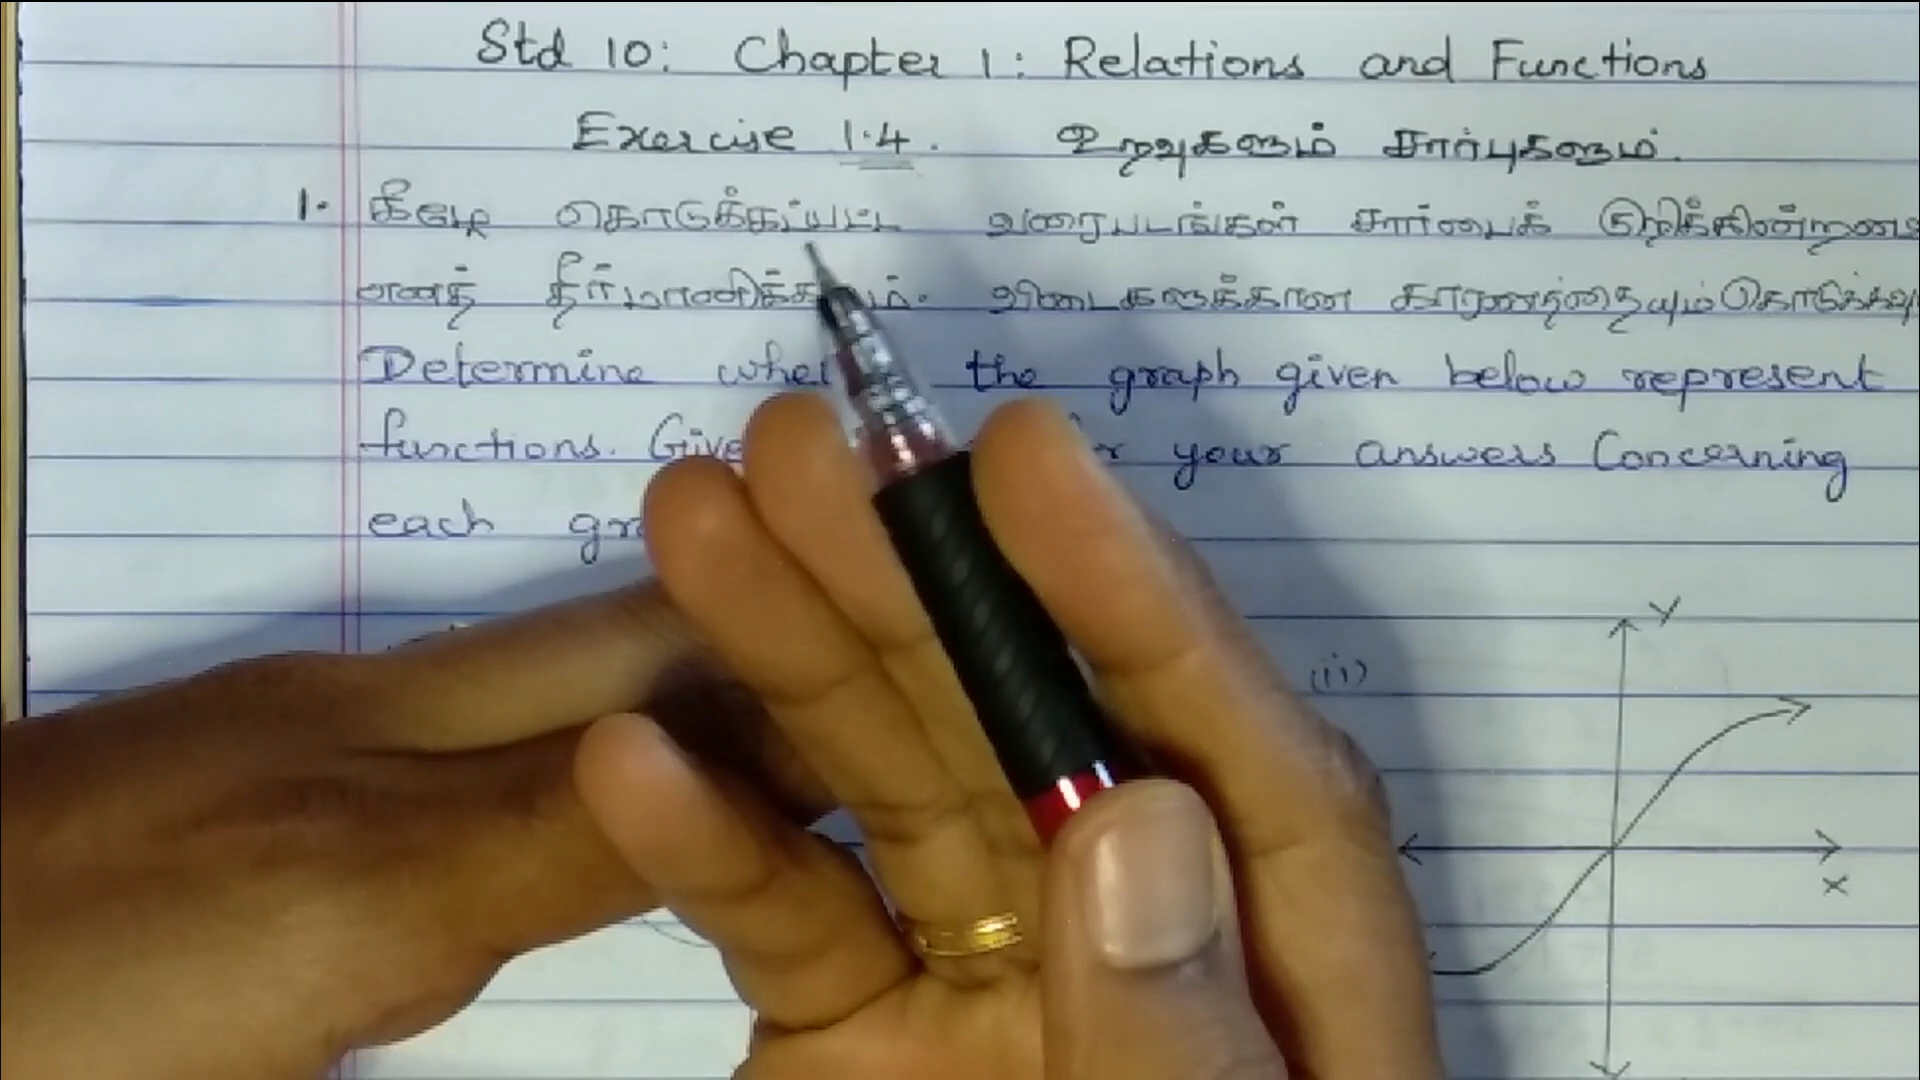 Std 10: Chapter 1: Relations and Functions
Exercise 1.4. உறவுகளும் சார்புகளும்.
1. கீழே கொடுக்கப்பட்ட வரைபடங்கள் சார்பைக் குறிக்கின்றனவா
எனத் தீர்மானிக்கவும். விடைகளுக்கான காரணத்தையும் கொடுக்கவு
Determine the graph given below represent
functions. Give your answers Concerning
each
(ii)
Y
X